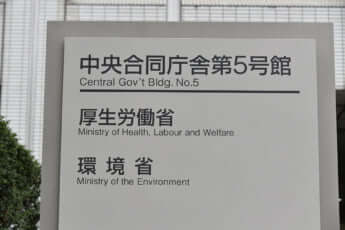 中央合同庁舎第5号館
Central Gov't Bldg. No.5
厚生労働省
Ministry of Health, Labour and Welfare
環境省
Ministry of the Environment